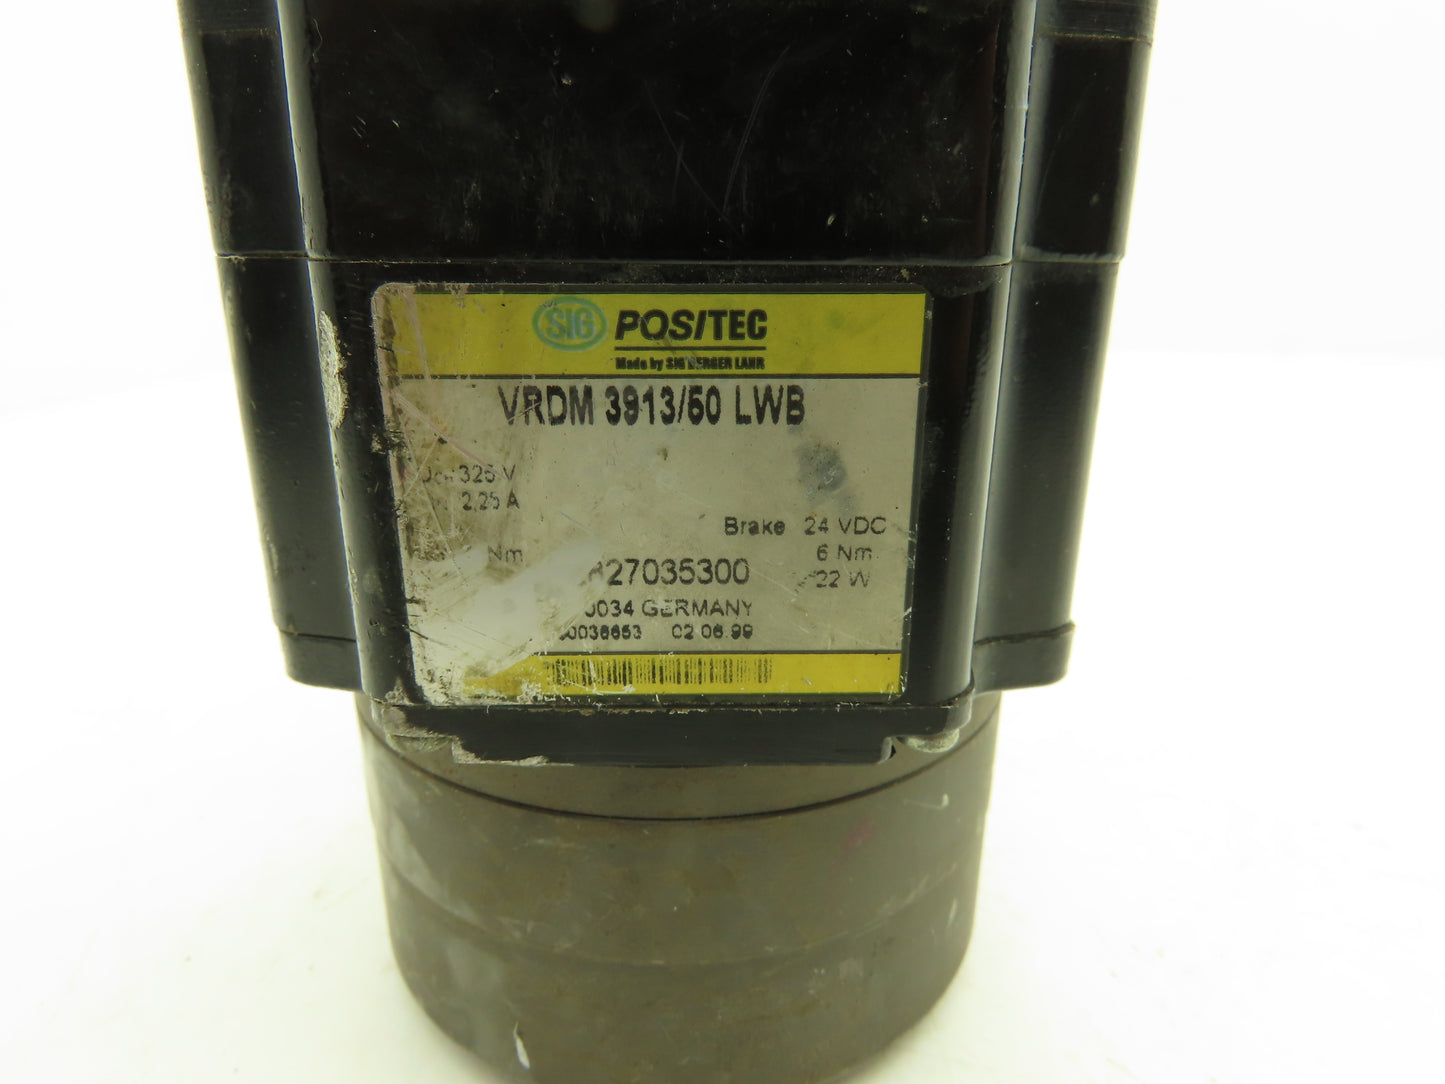 SIG POSITEC
Made by SIG BERGER LAHR
VRDM 3913/50 LWB
325 V
2,25 A
Brake 24 VDC
Nm 6 Nm
27035300 22 W
0034 GERMANY
0036653 02.06.99